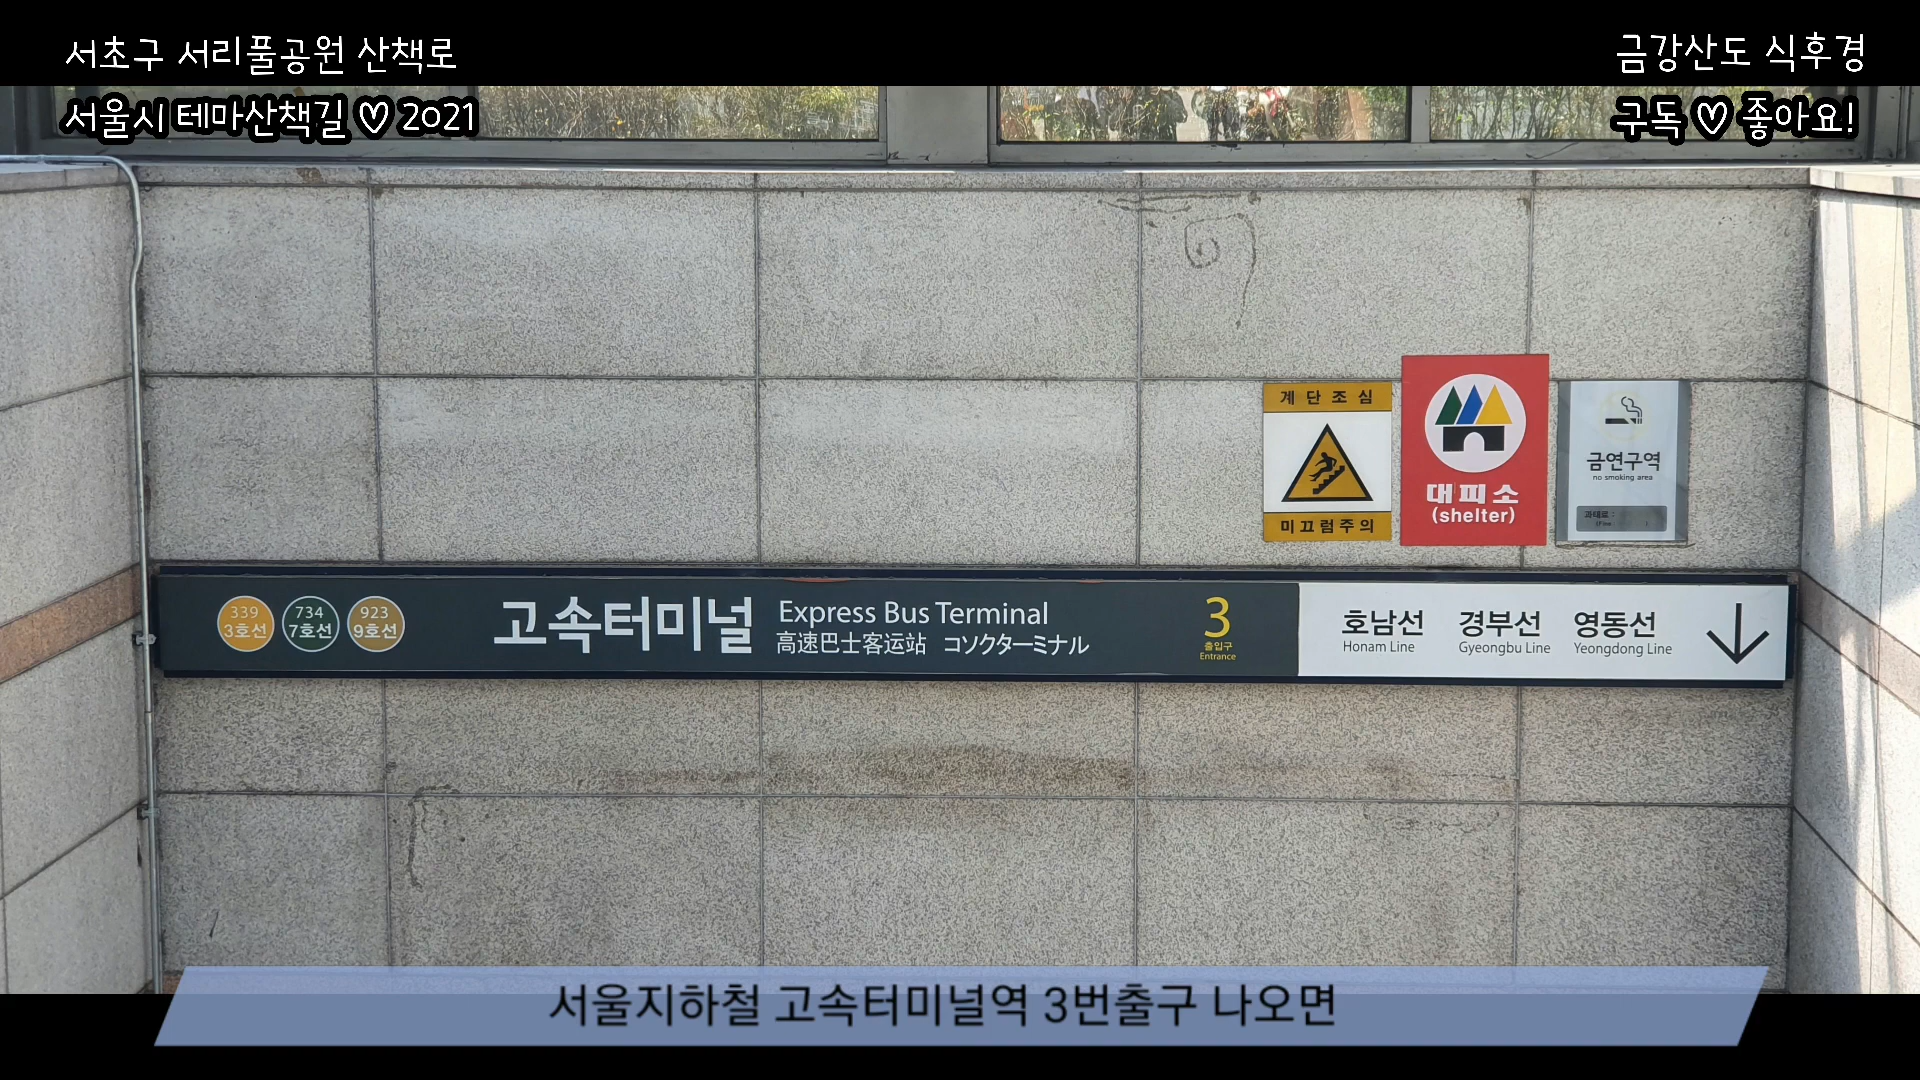 서초구 서리풀공원 산책로
서울시 테마산책길 ♡ 2021
금강산도 식후경
구독 ♡ 좋아요!
계단조심
미끄럼주의
대피소
(shelter)
금연구역
no smoking area
과태료 :
(Fine )
339
3호선
734
7호선
923
9호선
고속터미널
Express Bus Terminal
高速巴士客运站 コソクターミナル
3
출입구
Entrance
호남선 경부선 영동선
Honam Line Gyeongbu Line Yeongdong Line
서울지하철 고속터미널역 3번출구 나오면